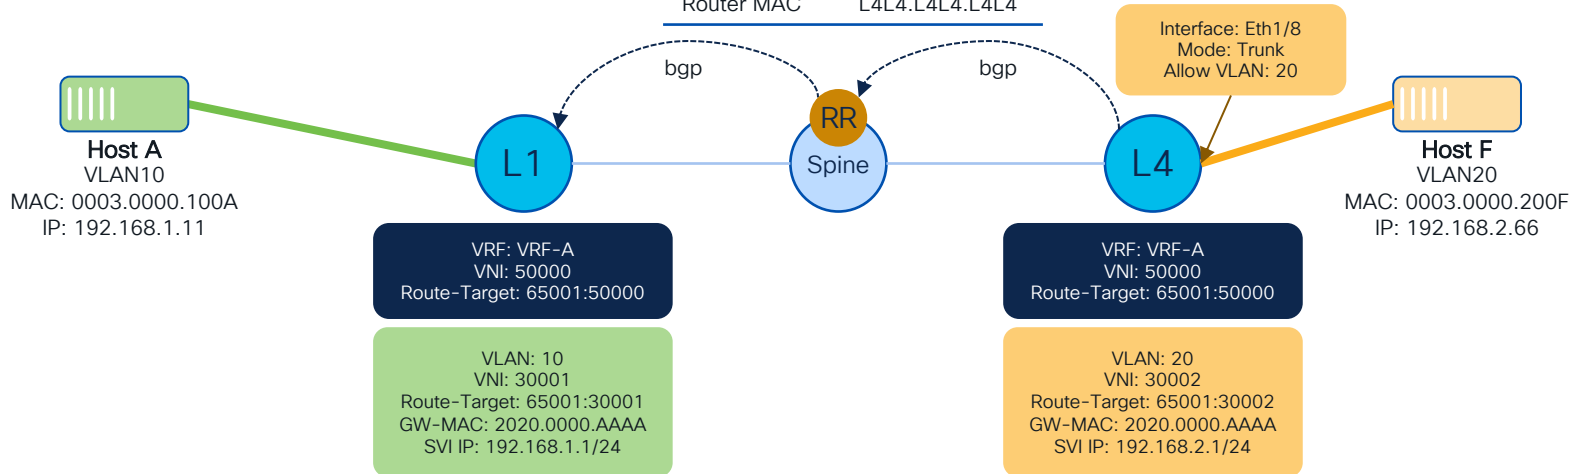 Router MAC L4L4.L4L4.L4L4
Interface: Eth1/8
Mode: Trunk
Allow VLAN: 20
bgp
bgp
RR
Spine
L1
L4
Host A
VLAN10
MAC: 0003.0000.100A
IP: 192.168.1.11
Host F
VLAN20
MAC: 0003.0000.200F
IP: 192.168.2.66
VRF: VRF-A
VNI: 50000
Route-Target: 65001:50000
VRF: VRF-A
VNI: 50000
Route-Target: 65001:50000
VLAN: 10
VNI: 30001
Route-Target: 65001:30001
GW-MAC: 2020.0000.AAAA
SVI IP: 192.168.1.1/24
VLAN: 20
VNI: 30002
Route-Target: 65001:30002
GW-MAC: 2020.0000.AAAA
SVI IP: 192.168.2.1/24